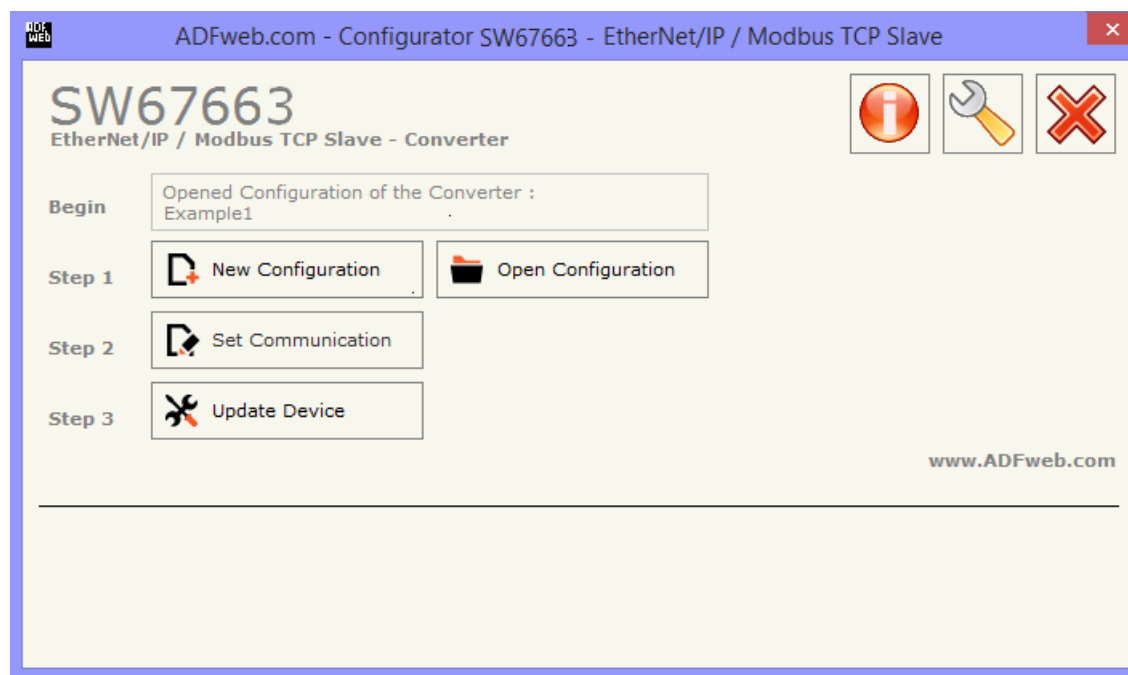 ADF
WEB
ADFweb.com - Configurator SW67663 - EtherNet/IP / Modbus TCP Slave
SW67663
EtherNet/IP / Modbus TCP Slave - Converter
Begin
Opened Configuration of the Converter :
Example1
Step 1
New Configuration
Open Configuration
Step 2
Set Communication
Step 3
Update Device
www.ADFweb.com